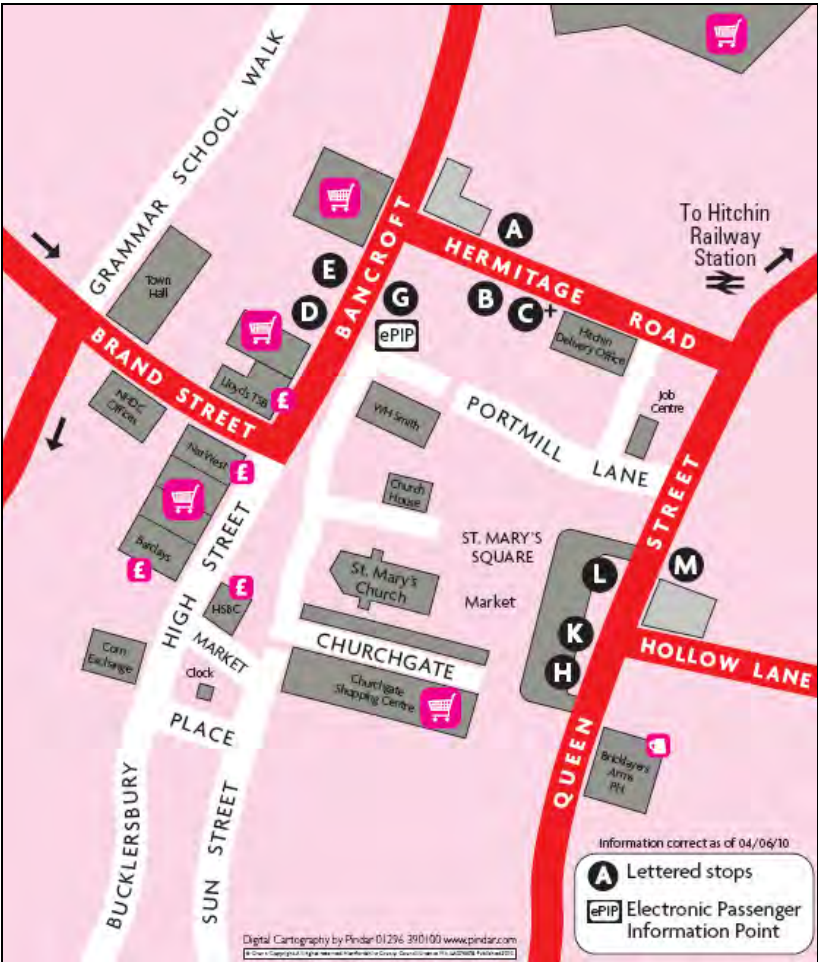 GRAMMAR SCHOOL WALK
BANCROFT
A
HERMITAGE ROAD
To Hitchin
Railway
Station
Town
Hall
E
D
G
ePIP
B
C+
Hitchin
Delivery Office
BRAND STREET
Lloyd's TSB
£
NHDC
Offices
WH Smith
PORTMILL LANE
Job
Centre
NatWest
£
Church
House
Barclays
£
HIGH STREET
ST. MARY'S
SQUARE
St. Mary's
Church
Market
L
M
K
H
QUEEN STREET
HOLLOW LANE
£
HSBC
MARKET
PLACE
Corn
Exchange
Clock
CHURCHGATE
Churchgate
Shopping Centre
Bricklayers
Arms
PH
BUCKLERSBURY
SUN STREET
Information correct as of 04/06/10
A Lettered stops
ePIP Electronic Passenger
Information Point
Digital Cartography by Pindar 01296 390100 www.pindar.com